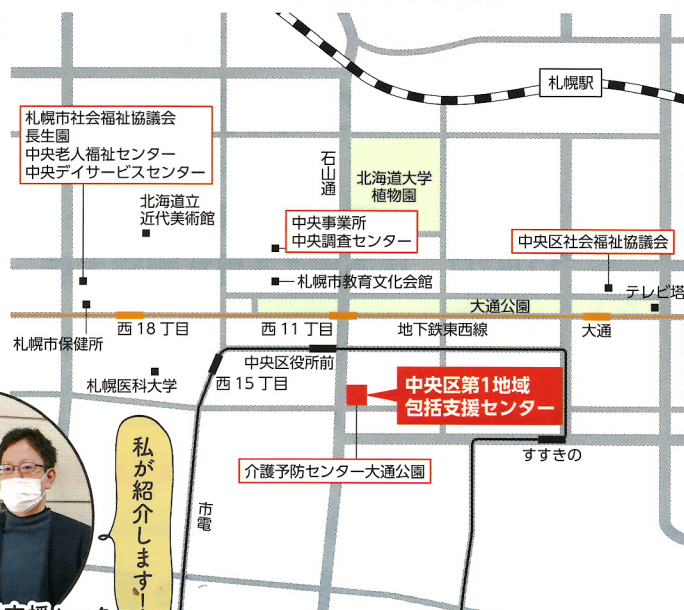 札幌駅
札幌市社会福祉協議会
長生園
中央老人福祉センター
中央デイサービスセンター
石山通
北海道大学
植物園
北海道立
近代美術館
中央事業所
中央調査センター
中央区社会福祉協議会
札幌市教育文化会館
テレビ塔
大通公園
西18丁目
西11丁目
地下鉄東西線
大通
札幌市保健所
中央区役所前
札幌医科大学
西15丁目
中央区第1地域
包括支援センター
すすきの
介護予防センター大通公園
市電
私が紹介します!